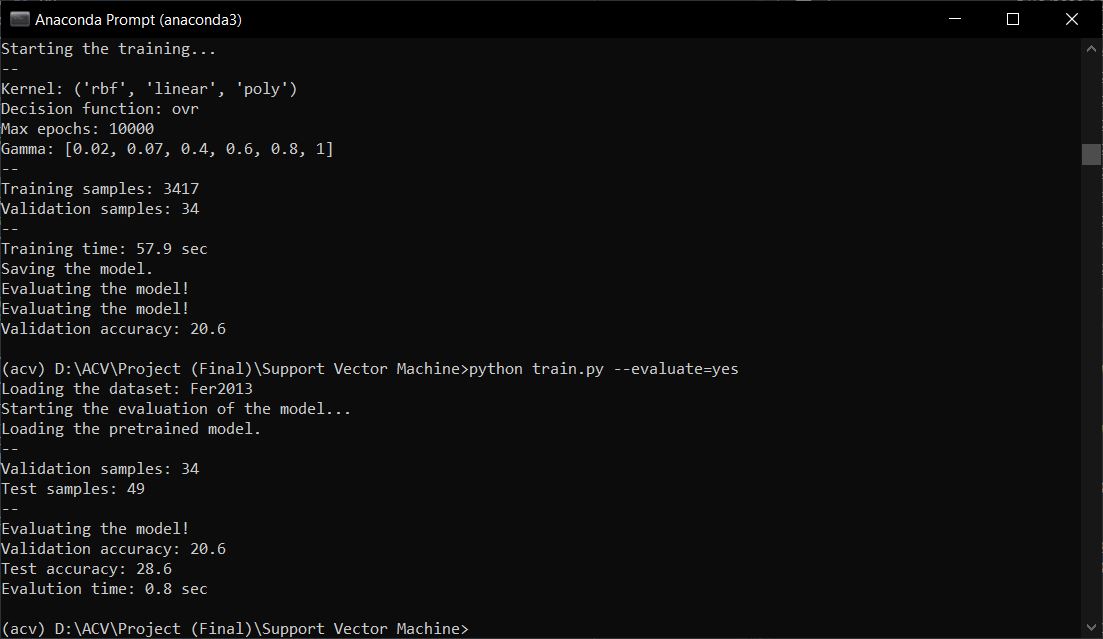 Anaconda Prompt (anaconda3)
Starting the training...
--
Kernel: ('rbf', 'linear', 'poly')
Decision function: ovr
Max epochs: 10000
Gamma: [0.02, 0.07, 0.4, 0.6, 0.8, 1]
--
Training samples: 3417
Validation samples: 34
--
Training time: 57.9 sec
Saving the model.
Evaluating the model!
Evaluating the model!
Validation accuracy: 20.6
(acv) D:\ACV\Project (Final)\Support Vector Machine>python train.py --evaluate=yes
Loading the dataset: Fer2013
Starting the evaluation of the model...
Loading the pretrained model.
--
Validation samples: 34
Test samples: 49
--
Evaluating the model!
Validation accuracy: 20.6
Test accuracy: 28.6
Evalution time: 0.8 sec
(acv) D:\ACV\Project (Final)\Support Vector Machine>